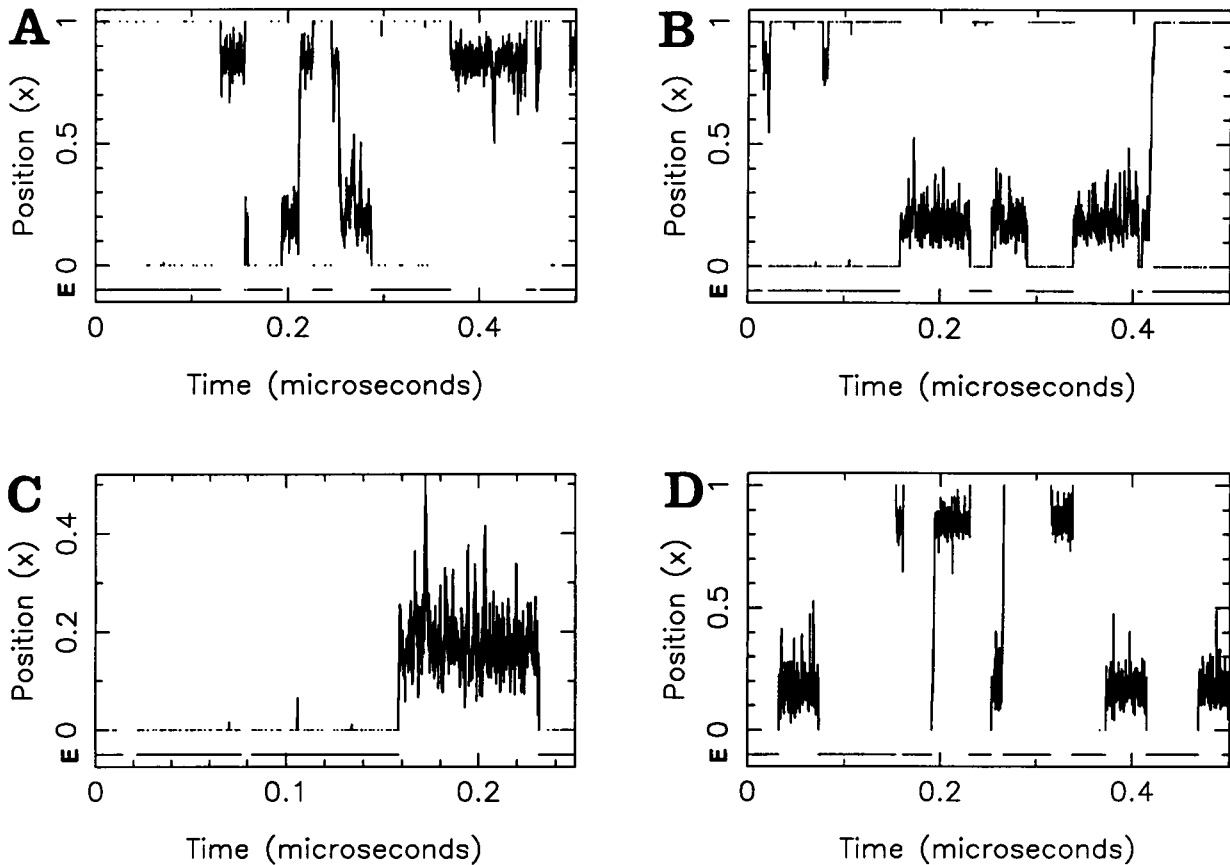 A
Position (x)
1
0.5
0
E
0 0.2 0.4
Time (microseconds)
B
Position (x)
1
0.5
0
E
0 0.2 0.4
Time (microseconds)
C
Position (x)
0.4
0.2
0
E
0 0.1 0.2
Time (microseconds)
D
Position (x)
1
0.5
0
E
0 0.2 0.4
Time (microseconds)